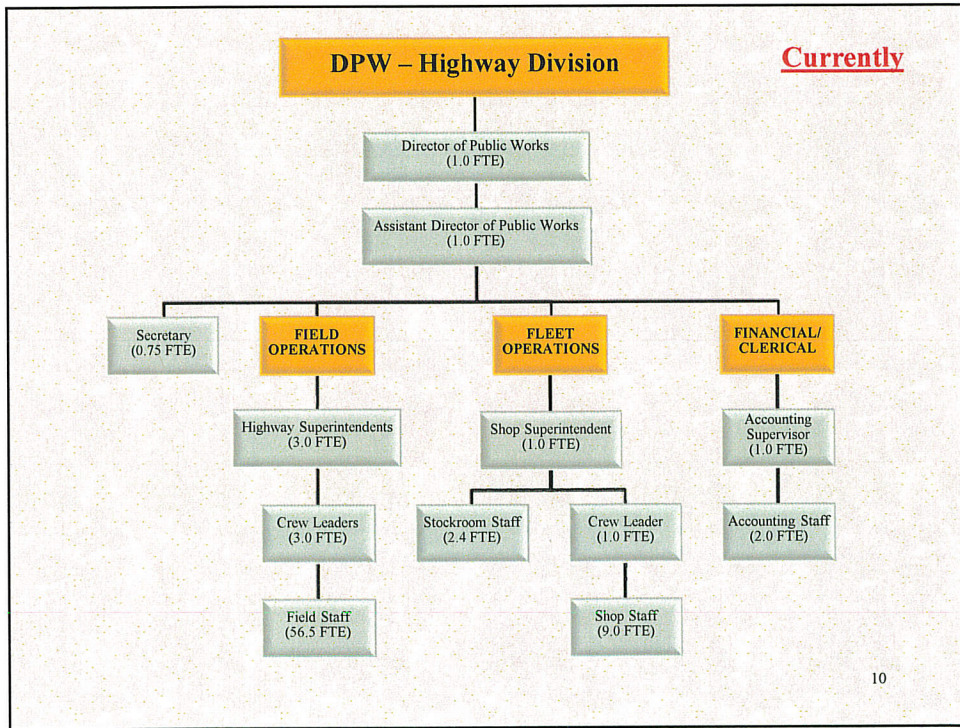 DPW – Highway Division
Currently
Director of Public Works
(1.0 FTE)
Assistant Director of Public Works
(1.0 FTE)
Secretary
(0.75 FTE)
FIELD
OPERATIONS
FLEET
OPERATIONS
FINANCIAL/
CLERICAL
Highway Superintendents
(3.0 FTE)
Shop Superintendent
(1.0 FTE)
Accounting
Supervisor
(1.0 FTE)
Crew Leaders
(3.0 FTE)
Stockroom Staff
(2.4 FTE)
Crew Leader
(1.0 FTE)
Accounting Staff
(2.0 FTE)
Field Staff
(56.5 FTE)
Shop Staff
(9.0 FTE)
10